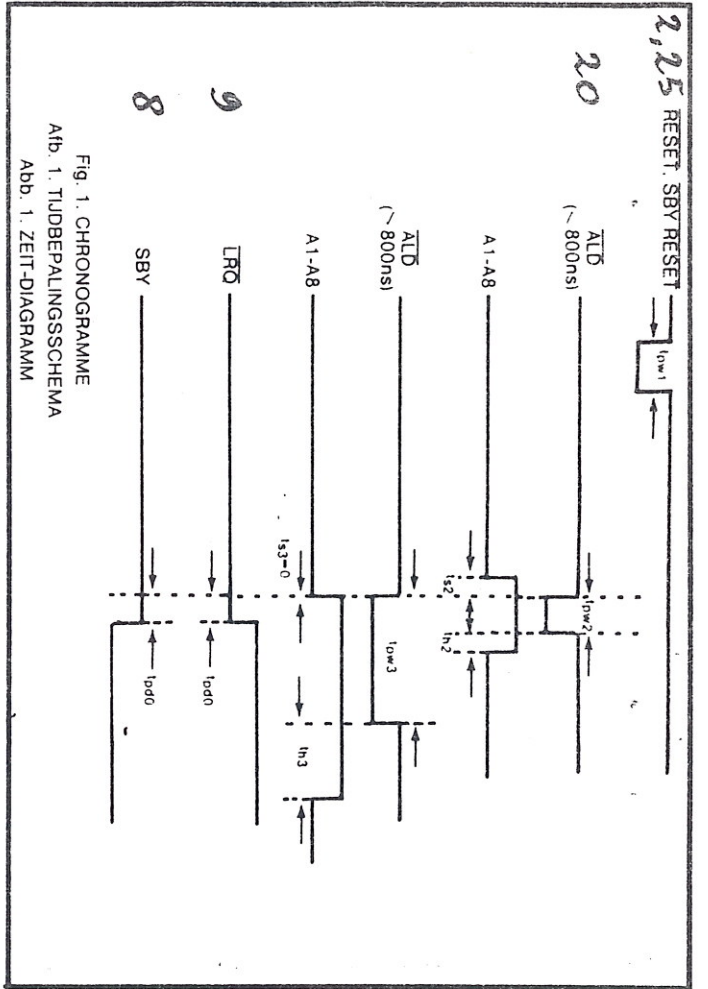 2,25 RESET. SBY RESET
tpw1
20 ALD
(~800ns)
tpw2
A1-A8
ts2
th2
ALD
(~800ns)
tpw3
A1-A8
ts3=0
th3
9 LRQ
tpd0
8 SBY
tpd0
Fig. 1. CHRONOGRAMME
Afb. 1. TIJDBEPALINGSSCHEMA
Abb. 1. ZEIT-DIAGRAMM